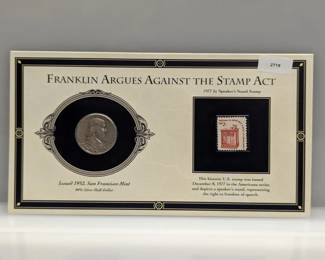 2718
FRANKLIN ARGUES AGAINST THE STAMP ACT
1977 2¢ Speaker's Stand Stamp
Issued 1952, San Francisco Mint
90% Silver Half Dollar
This historic U.S. stamp was issued
December 8, 1977 in the Americana series
and depicts a speaker's stand, representing
the right to freedom of speech.